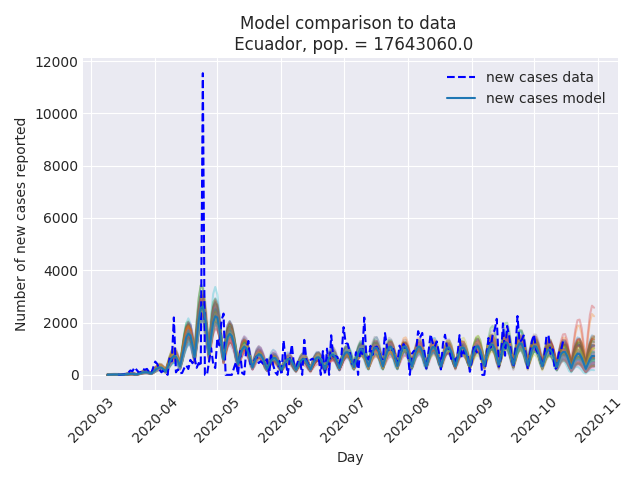 Model comparison to data
Ecuador, pop. = 17643060.0
new cases data
new cases model
Number of new cases reported
12000
10000
8000
6000
4000
2000
0
2020-03
2020-04
2020-05
2020-06
2020-07
2020-08
2020-09
2020-10
2020-11
Day